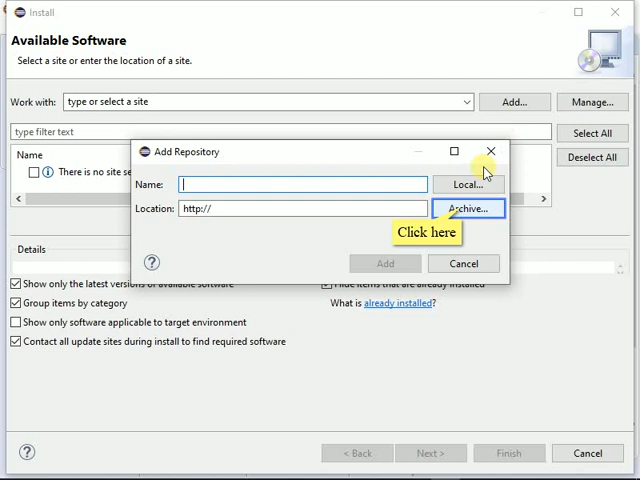 Install
Available Software
Select a site or enter the location of a site.
Work with: type or select a site Add... Manage...
type filter text Select All
Name Deselect All
There is no site se
Add Repository
Name: Local...
Location: http:// Archive...
Click here
Add Cancel
Details
Show only the latest versions of available software Hide items that are already installed
Group items by category What is already installed?
Show only software applicable to target environment
Contact all update sites during install to find required software
< Back Next > Finish Cancel